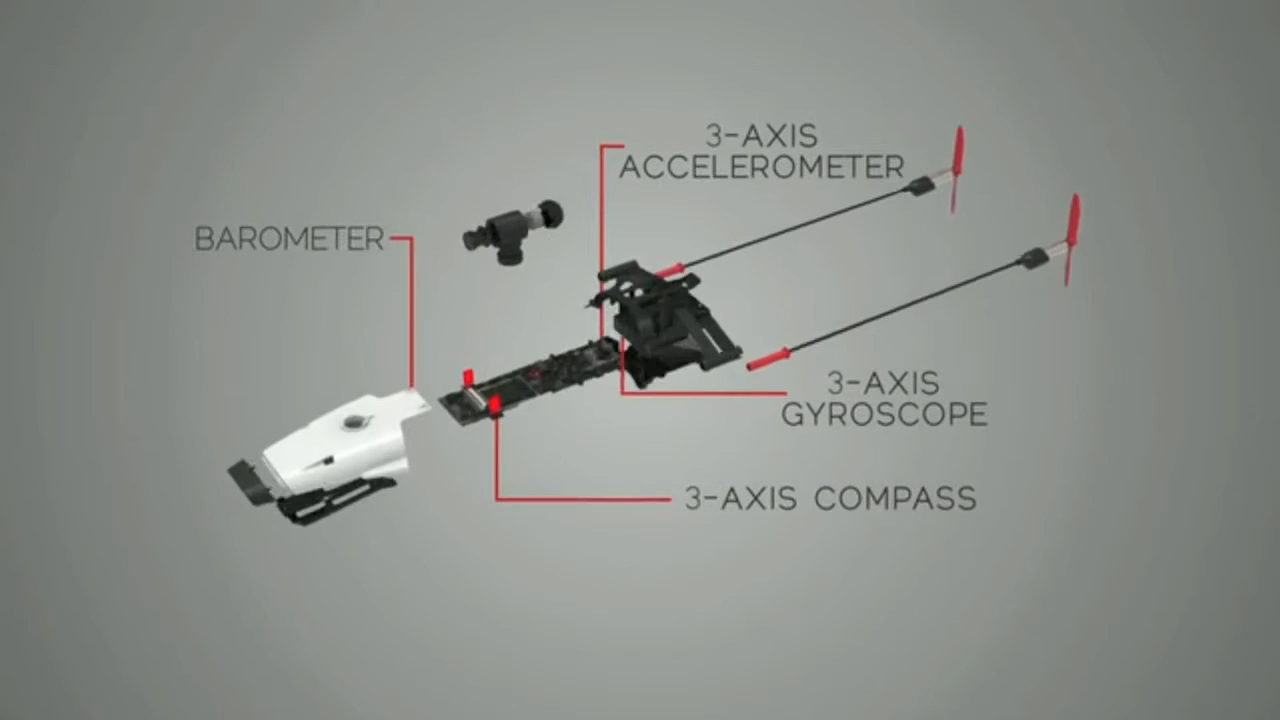 3-AXIS
ACCELEROMETER
BAROMETER
3-AXIS
GYROSCOPE
3-AXIS COMPASS